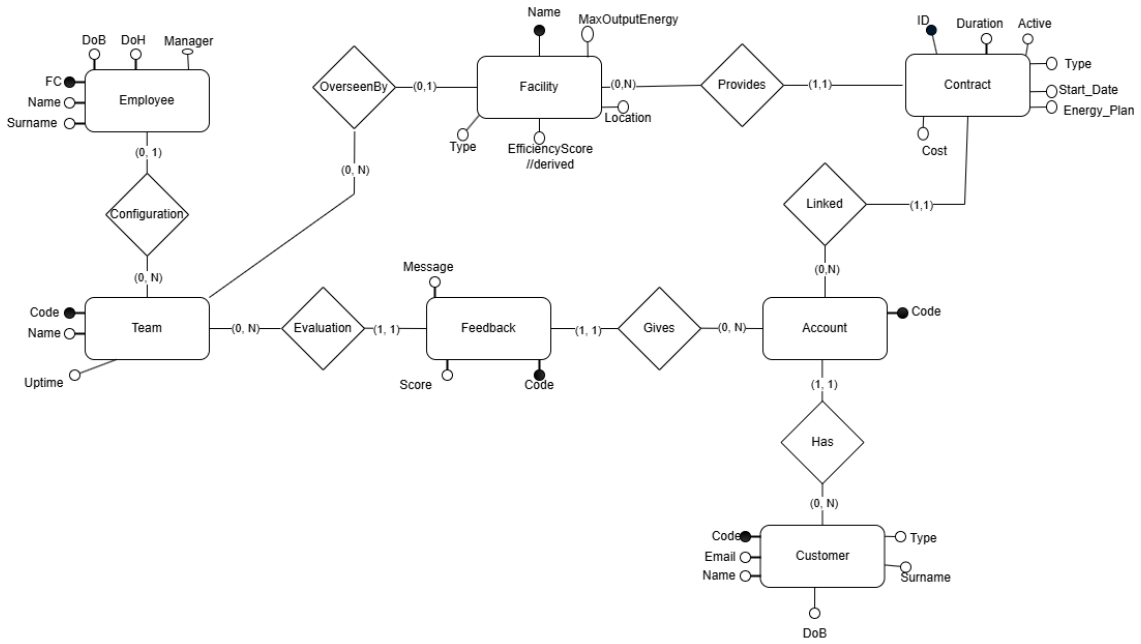 Name
MaxOutputEnergy
ID
Duration
Active
DoB
DoH
Manager
FC
Employee
Name
Surname
OverseenBy
(0,1)
Facility
(0,N)
Provides
(1,1)
Contract
Type
Start_Date
Energy_Plan
Location
Type
EfficiencyScore
//derived
Cost
(0, 1)
(0, N)
Configuration
Linked
(1,1)
(0, N)
(0,N)
Message
Code
Team
Name
(0, N)
Evaluation
(1, 1)
Feedback
(1, 1)
Gives
(0, N)
Account
Code
Uptime
Score
Code
(1, 1)
Has
(0, N)
Code
Email
Name
Customer
Type
Surname
DoB